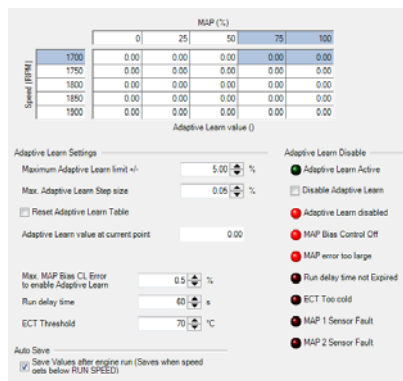 MAP (%)
0 25 50 75 100
Speed (RPM)
1700 0.00 0.00 0.00 0.00 0.00
1750 0.00 0.00 0.00 0.00 0.00
1800 0.00 0.00 0.00 0.00 0.00
1850 0.00 0.00 0.00 0.00 0.00
1900 0.00 0.00 0.00 0.00 0.00
Adaptive Learn value ()
Adaptive Learn Settings
Maximum Adaptive Learn limit +/- 5.00 %
Max. Adaptive Learn Step size 0.05 %
Reset Adaptive Learn Table
Adaptive Learn value at current point 0.00
Max. MAP Bias CL Error
to enable Adaptive Learn 0.5 %
Run delay time 60 s
ECT Threshold 70 °C
Auto Save
Save Values after engine run (Saves when speed
gets below RUN SPEED)
Adaptive Learn Disable
Adaptive Learn Active
Disable Adaptive Learn
Adaptive Learn disabled
MAP Bias Control Off
MAP error too large
Run delay time not Expired
ECT Too cold
MAP 1 Sensor Fault
MAP 2 Sensor Fault